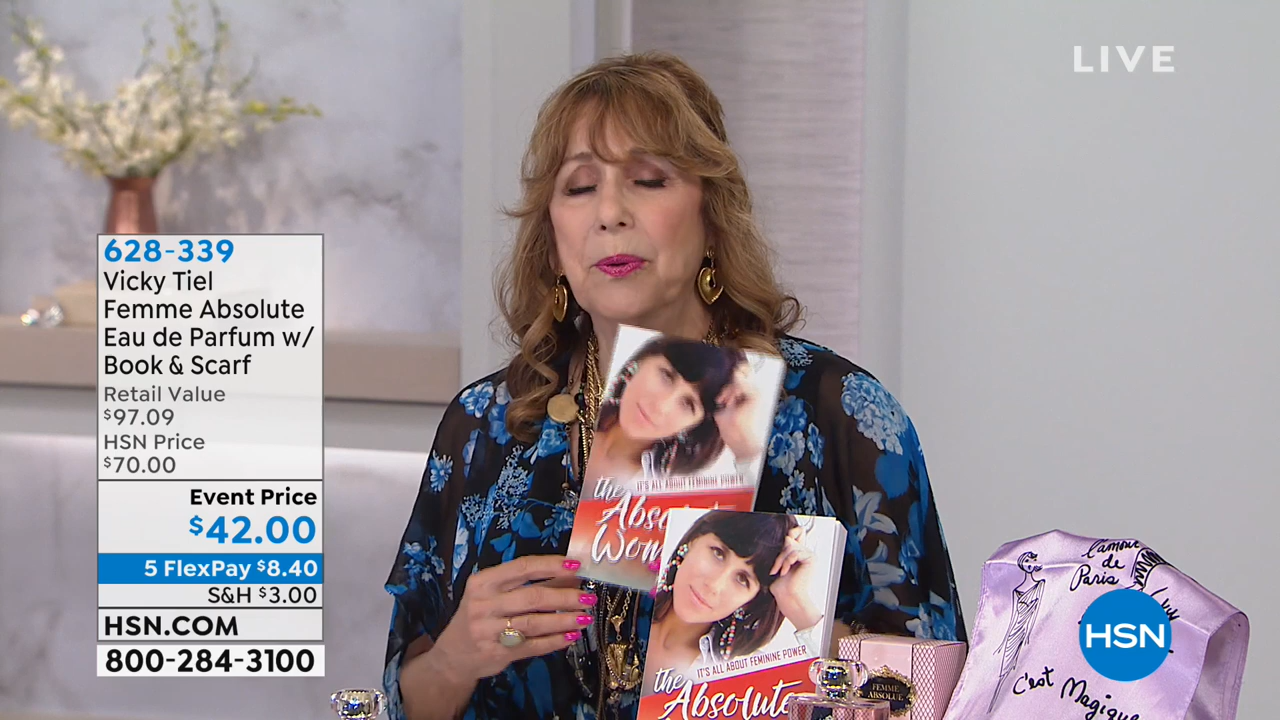 LIVE
628-339
Vicky Tiel
Femme Absolute
Eau de Parfum w/
Book & Scarf
Retail Value
$97.09
HSN Price
$70.00
Event Price
$42.00
5 FlexPay $8.40
S&H $3.00
HSN.COM
800-284-3100
IT'S ALL ABOUT FEMININE POWER
the
IT'S ALL ABOUT FEMININE POWER
the
Absolute
FEMME
ABSOLUE
l'amour
de
Paris
C'est Magique
HSN